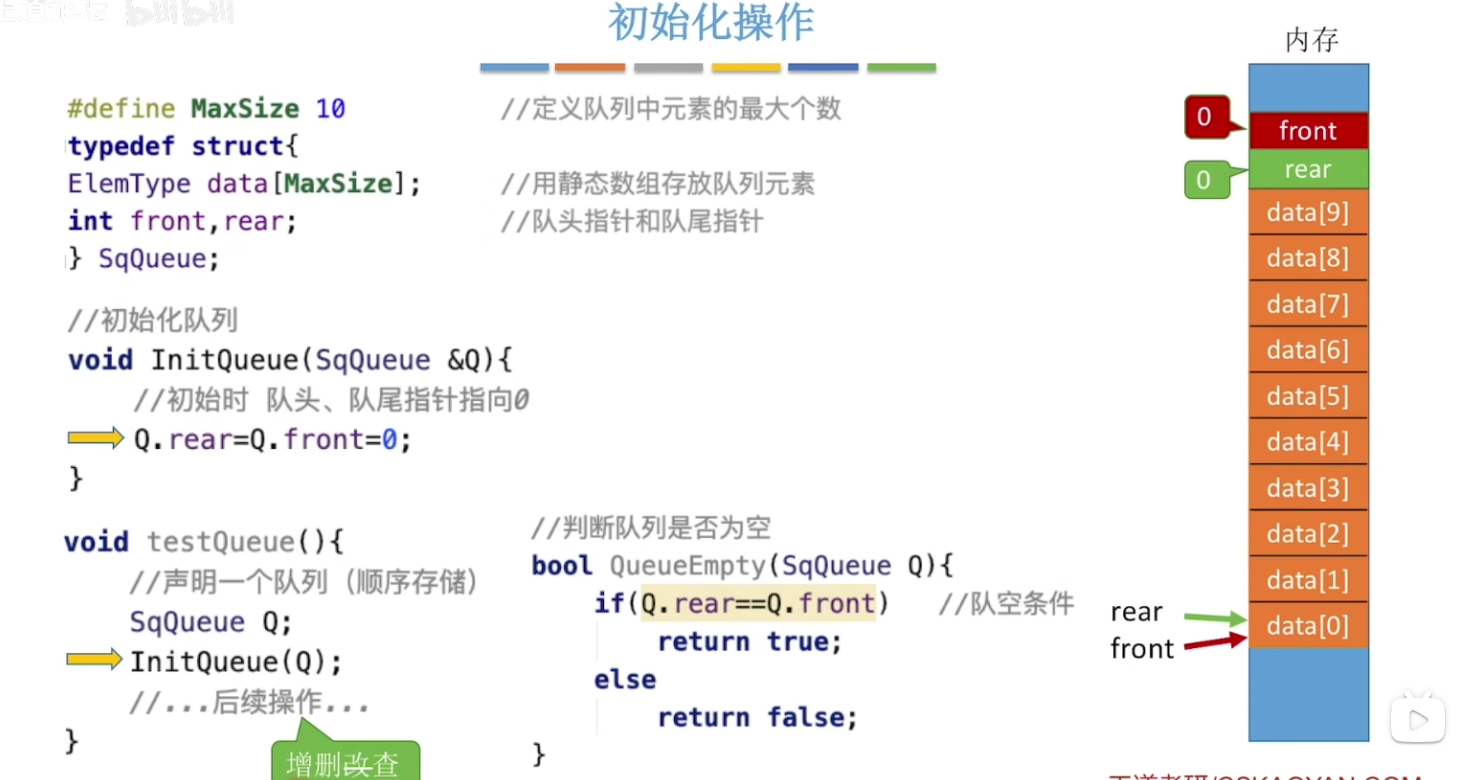 bilibili
初始化操作
#define MaxSize 10 //定义队列中元素的最大个数
typedef struct{
ElemType data[MaxSize]; //用静态数组存放队列元素
int front,rear; //队头指针和队尾指针
} SqQueue;
//初始化队列
void InitQueue(SqQueue &Q){
//初始时 队头、队尾指针指向0
Q.rear=Q.front=0;
}
void testQueue(){
//声明一个队列（顺序存储）
SqQueue Q;
InitQueue(Q);
//...后续操作...
}
增删改查
//判断队列是否为空
bool QueueEmpty(SqQueue Q){
if(Q.rear==Q.front) //队空条件
return true;
else
return false;
}
内存
0
front
0
rear
data[9]
data[8]
data[7]
data[6]
data[5]
data[4]
data[3]
data[2]
data[1]
data[0]
rear
front